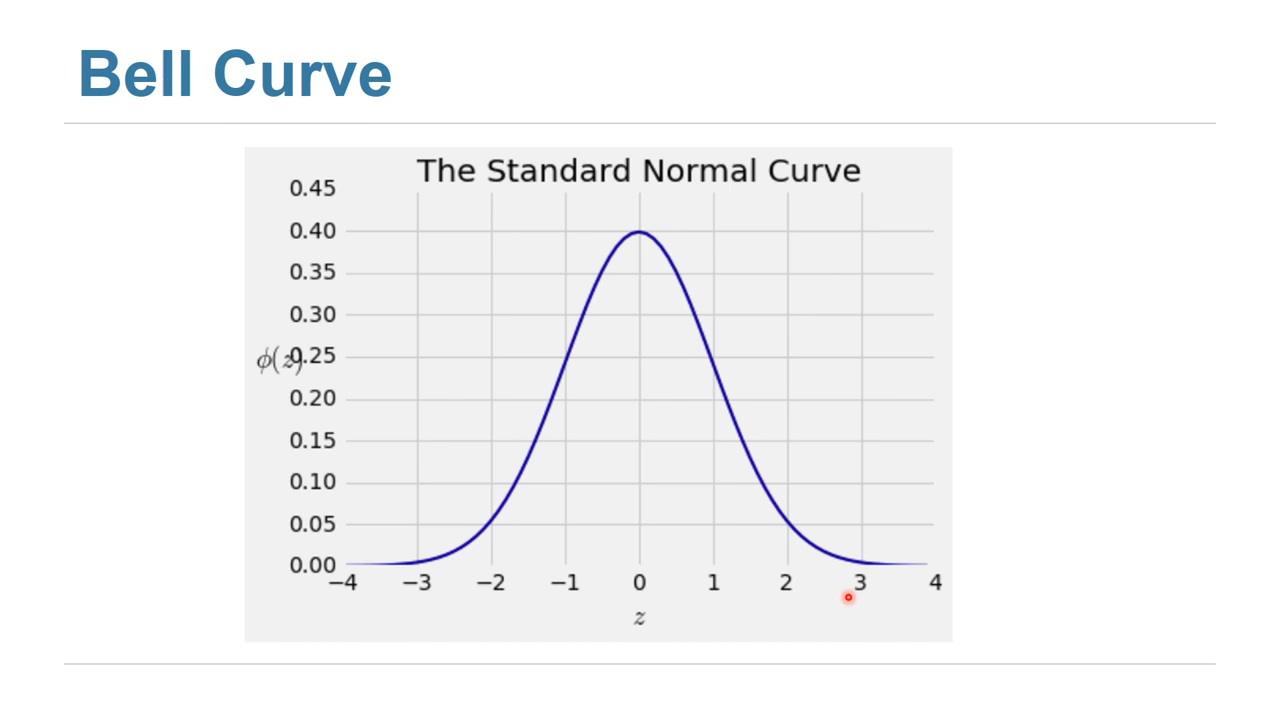 Bell Curve
The Standard Normal Curve
0.45
0.40
0.35
0.30
ϕ(z) 0.25
0.20
0.15
0.10
0.05
0.00
−4 −3 −2 −1 0 1 2 3 4
z